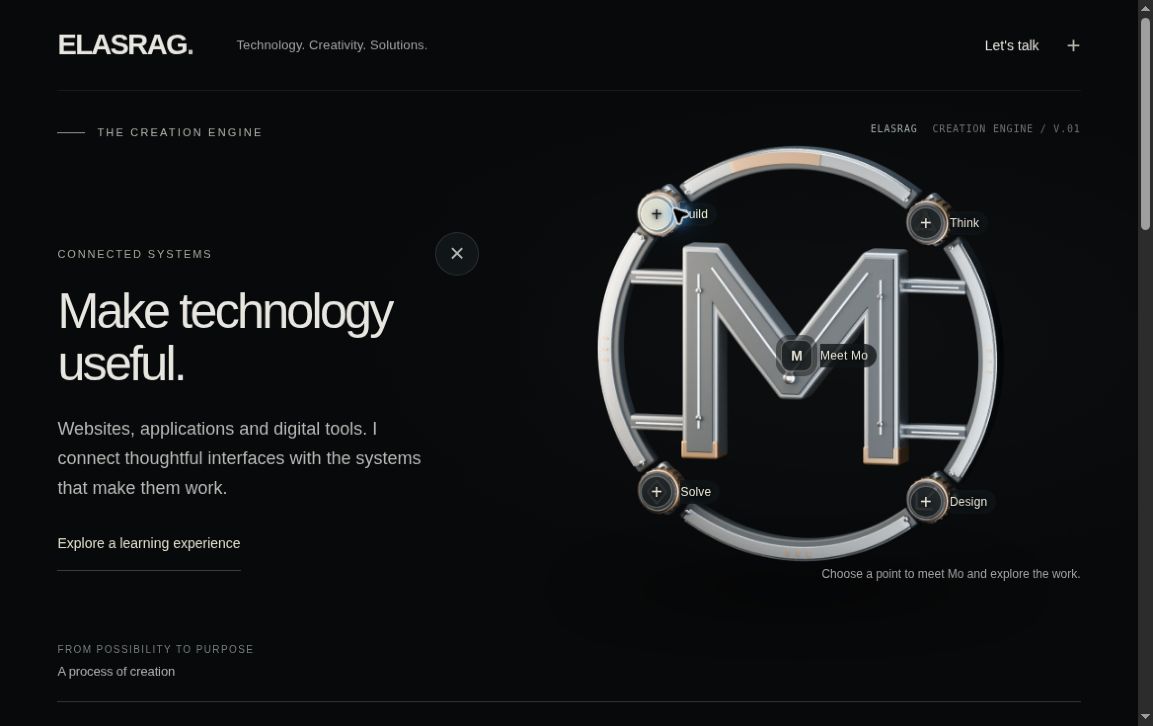 ELASRAG.
Technology. Creativity. Solutions.
Let's talk
THE CREATION ENGINE
ELASRAG CREATION ENGINE / V.01
Think
CONNECTED SYSTEMS
Make technology
useful.
M
Meet Mo
Websites, applications and digital tools. I
connect thoughtful interfaces with the systems
that make them work.
Solve
Design
Explore a learning experience
Choose a point to meet Mo and explore the work.
FROM POSSIBILITY TO PURPOSE
A process of creation